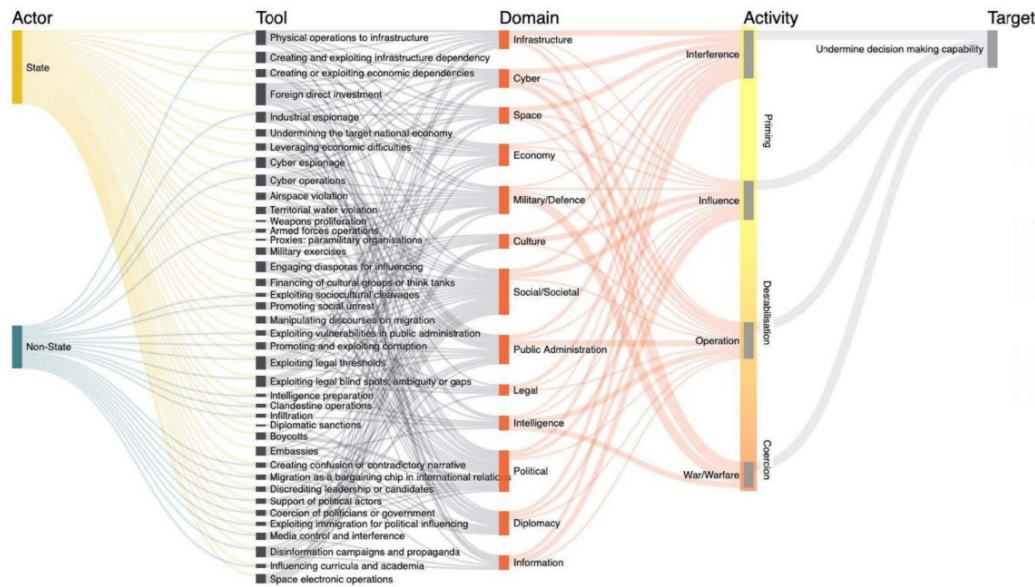 Actor
Tool
Domain
Activity
Target
State
Non-State
Physical operations to infrastructure
Creating and exploiting infrastructure dependency
Creating or exploiting economic dependencies
Foreign direct investment
Industrial espionage
Undermining the target national economy
Leveraging economic difficulties
Cyber espionage
Cyber operations
Airspace violation
Territorial water violation
Weapons proliferation
Armed forces operations
Proxies: paramilitary organisations
Military exercises
Engaging diasporas for influencing
Financing of cultural groups or think tanks
Exploiting sociocultural cleavages
Promoting social unrest
Manipulating discourses on migration
Exploiting vulnerabilities in public administration
Promoting and exploiting corruption
Exploiting legal thresholds
Exploiting legal blind spots, ambiguity or gaps
Intelligence preparation
Clandestine operations
Infiltration
Diplomatic sanctions
Boycotts
Embassies
Creating confusion or contradictory narrative
Migration as a bargaining chip in international relations
Discrediting leadership or candidates
Support of political actors
Coercion of politicians or government
Exploiting immigration for political influencing
Media control and interference
Disinformation campaigns and propaganda
Influencing curricula and academia
Space electronic operations
Infrastructure
Cyber
Space
Economy
Military/Defence
Culture
Social/Societal
Public Administration
Legal
Intelligence
Political
Diplomacy
Information
Interference
Priming
Influence
Destabilisation
Operation
Coercion
War/Warfare
Undermine decision making capability